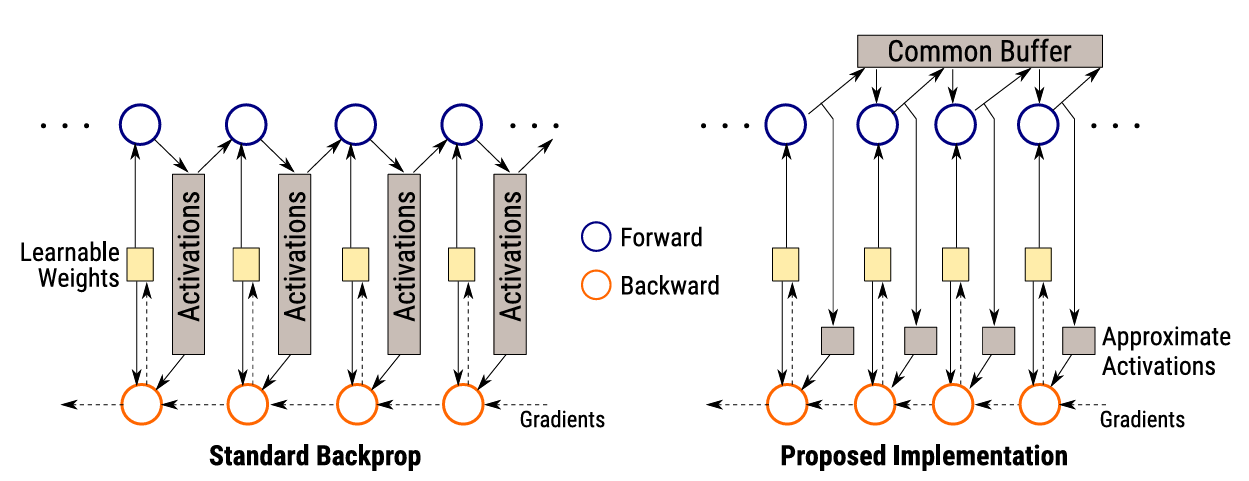 Common Buffer
. . .
. . .
. . .
. . .
Activations
Activations
Activations
Activations
Learnable
Weights
Forward
Backward
Approximate
Activations
Gradients
Gradients
Standard Backprop
Proposed Implementation